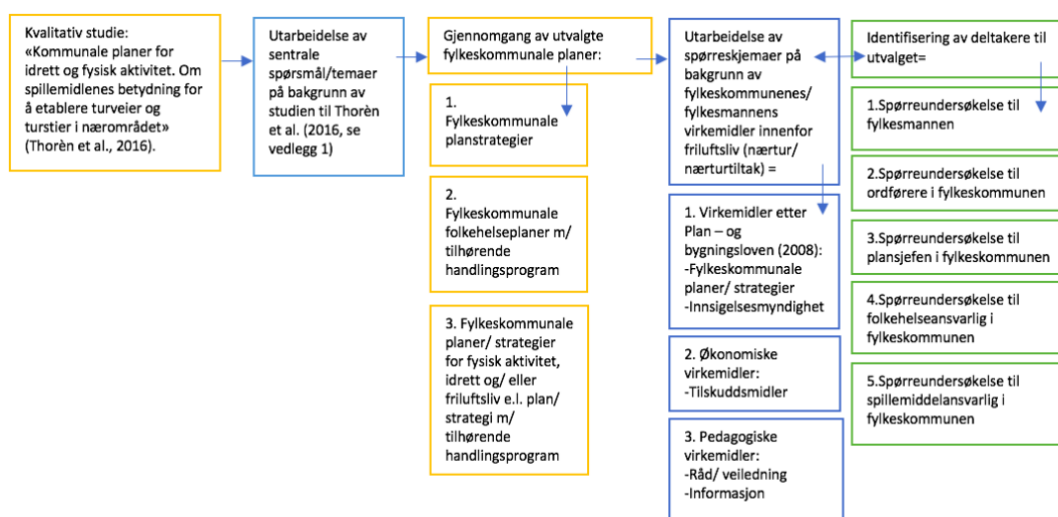 Kvalitativ studie:
«Kommunale planer for
idrett og fysisk aktivitet. Om
spillemidlenes betydning for
å etablere turveier og
turstier i nærområdet»
(Thorèn et al., 2016).
Utarbeidelse av
sentrale
spørsmål/temaer
på bakgrunn av
studien til Thorèn
et al. (2016, se
vedlegg 1)
Gjennomgang av utvalgte
fylkeskommunale planer:
1.
Fylkeskommunale
planstrategier
2.
Fylkeskommunale
folkehelseplaner m/
tilhørende
handlingsprogram
3. Fylkeskommunale
planer/ strategier
for fysisk aktivitet,
idrett og/ eller
friluftsliv e.l. plan/
strategi m/
tilhørende
handlingsprogram
Utarbeidelse av
spørreskjemaer på
bakgrunn av
fylkeskommunenes/
fylkesmannens
virkemidler innenfor
friluftsliv (nærtur/
nærturtiltak) =
1. Virkemidler etter
Plan – og
bygningsloven (2008):
-Fylkeskommunale
planer/ strategier
-Innsigelsesmyndighet
2. Økonomiske
virkemidler:
-Tilskuddsmidler
3. Pedagogiske
virkemidler:
-Råd/ veiledning
-Informasjon
Identifisering av deltakere til
utvalget=
1.Spørreundersøkelse til
fylkesmannen
2.Spørreundersøkelse til
ordførere i fylkeskommunen
3.Spørreundersøkelse til
plansjefen i fylkeskommunen
4.Spørreundersøkelse til
folkehelseansvarlig i
fylkeskommunen
5.Spørreundersøkelse til
spillemiddelansvarlig i
fylkeskommunen